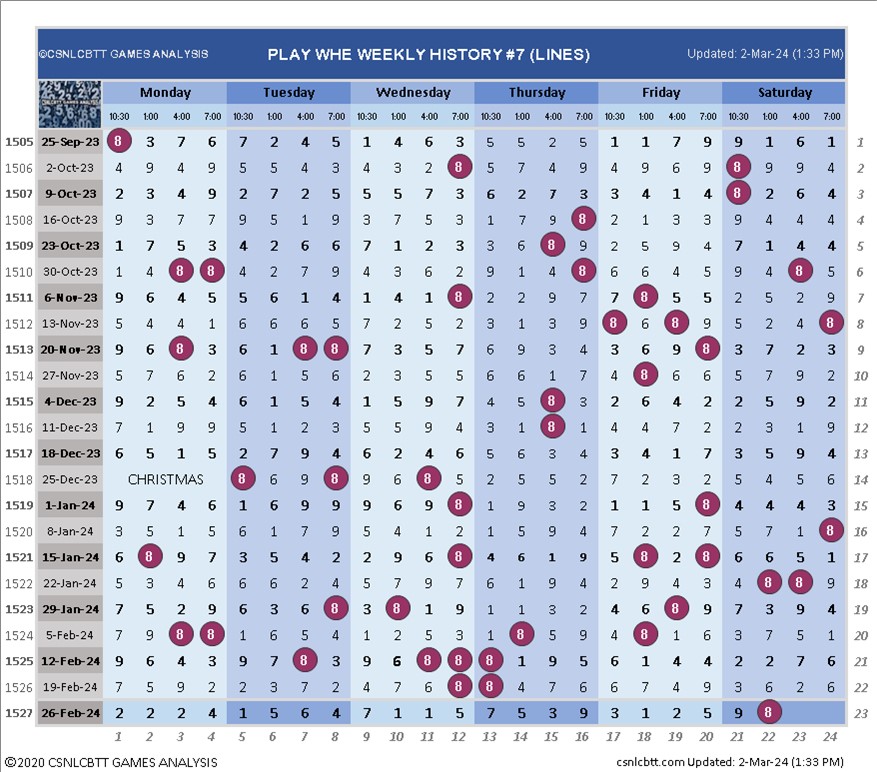 ©CSNLCBTT GAMES ANALYSIS PLAY WHE WEEKLY HISTORY #7 (LINES) Updated: 2-Mar-24 (1:33 PM)
Monday Tuesday Wednesday Thursday Friday Saturday
10:30 1:00 4:00 7:00 10:30 1:00 4:00 7:00 10:30 1:00 4:00 7:00 10:30 1:00 4:00 7:00 10:30 1:00 4:00 7:00 10:30 1:00 4:00 7:00
1505 25-Sep-23 8 3 7 6 7 2 4 5 1 4 6 3 5 5 2 5 1 1 7 9 9 1 6 1 1
1506 2-Oct-23 4 9 4 9 5 5 4 3 4 3 2 8 5 7 4 9 4 9 6 9 8 9 9 4 2
1507 9-Oct-23 2 3 4 9 2 7 2 5 5 5 7 3 6 2 7 3 3 4 1 4 8 2 6 4 3
1508 16-Oct-23 9 3 7 7 9 5 1 9 3 7 5 3 1 7 9 8 2 1 3 3 9 4 4 4 4
1509 23-Oct-23 1 7 5 3 4 2 6 6 7 1 2 3 3 6 8 9 2 5 9 4 7 1 4 4 5
1510 30-Oct-23 1 4 8 8 4 2 7 9 4 3 6 2 9 1 4 8 6 6 4 5 9 4 8 5 6
1511 6-Nov-23 9 6 4 5 5 6 1 4 1 4 1 8 2 2 9 7 7 8 5 5 2 5 2 9 7
1512 13-Nov-23 5 4 4 1 6 6 6 5 7 2 5 2 3 1 3 9 8 6 8 9 5 2 4 8 8
1513 20-Nov-23 9 6 8 3 6 1 8 8 7 3 5 7 6 9 3 4 3 6 9 8 3 7 2 3 9
1514 27-Nov-23 5 7 6 2 6 1 5 6 2 3 5 5 6 6 1 7 4 8 6 6 5 7 9 2 10
1515 4-Dec-23 9 2 5 4 6 1 5 4 1 5 9 7 5 4 8 3 2 6 4 2 2 5 9 2 11
1516 11-Dec-23 7 1 9 9 5 1 2 3 5 5 9 4 3 1 8 1 4 4 7 2 2 3 1 9 12
1517 18-Dec-23 6 5 1 5 2 7 9 4 6 2 4 6 5 6 3 4 3 4 1 7 3 5 9 4 13
1518 25-Dec-23 CHRISTMAS 8 6 9 8 9 6 8 5 2 5 5 2 7 2 3 2 5 4 5 6 14
1519 1-Jan-24 9 7 4 6 1 6 9 9 9 6 9 8 1 9 3 2 1 1 5 8 4 4 4 3 15
1520 8-Jan-24 3 5 1 5 6 1 7 9 5 4 1 2 1 5 9 4 7 2 2 7 5 7 1 8 16
1521 15-Jan-24 6 8 9 7 3 5 4 2 2 9 6 8 4 6 1 9 5 8 2 8 6 6 5 1 17
1522 22-Jan-24 5 3 4 6 6 6 2 4 5 7 9 7 6 1 9 4 2 9 4 3 4 8 8 9 18
1523 29-Jan-24 7 5 2 9 6 3 6 8 3 8 1 9 1 1 3 2 4 6 8 9 7 3 9 4 19
1524 5-Feb-24 7 9 8 8 1 6 5 4 1 2 5 3 1 8 5 9 4 8 1 6 3 7 5 1 20
1525 12-Feb-24 9 6 4 3 9 7 8 3 9 6 8 8 8 1 9 5 6 1 4 4 2 2 7 6 21
1526 19-Feb-24 7 5 9 2 2 3 7 2 4 7 6 8 8 4 7 6 6 7 4 9 3 6 2 6 22
1527 26-Feb-24 2 2 2 4 1 5 6 4 7 1 1 5 7 5 3 9 3 1 2 5 9 8 23
1 2 3 4 5 6 7 8 9 10 11 12 13 14 15 16 17 18 19 20 21 22 23 24
©2020 CSNLCBTT GAMES ANALYSIS csnlcbtt.com Updated: 2-Mar-24 (1:33 PM)